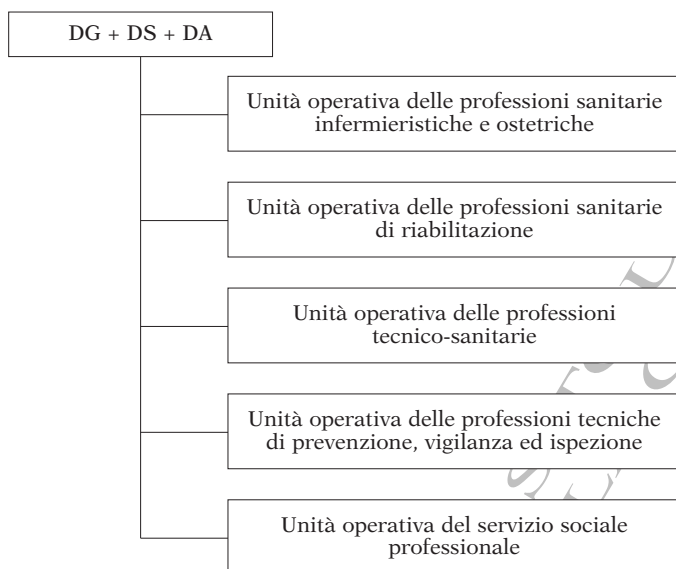 DG + DS + DA
Unità operativa delle professioni sanitarie
infermieristiche e ostetriche
Unità operativa delle professioni sanitarie
di riabilitazione
Unità operativa delle professioni
tecnico-sanitarie
Unità operativa delle professioni tecniche
di prevenzione, vigilanza ed ispezione
Unità operativa del servizio sociale
professionale